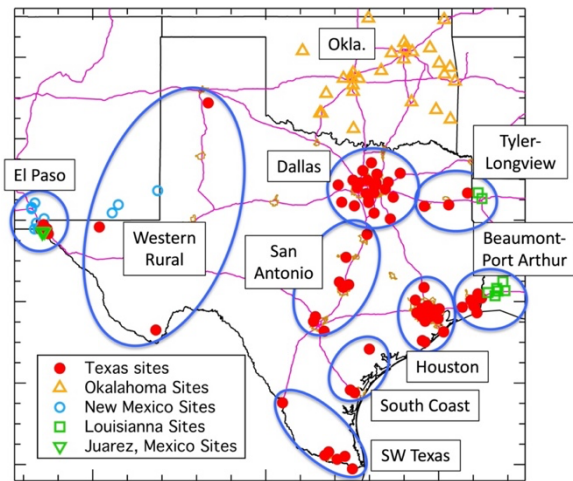 Okla.
Tyler-
Longview
Dallas
El Paso
Western
Rural
San
Antonio
Beaumont-
Port Arthur
Houston
South Coast
SW Texas
Texas sites
Okalahoma Sites
New Mexico Sites
Louisianna Sites
Juarez, Mexico Sites